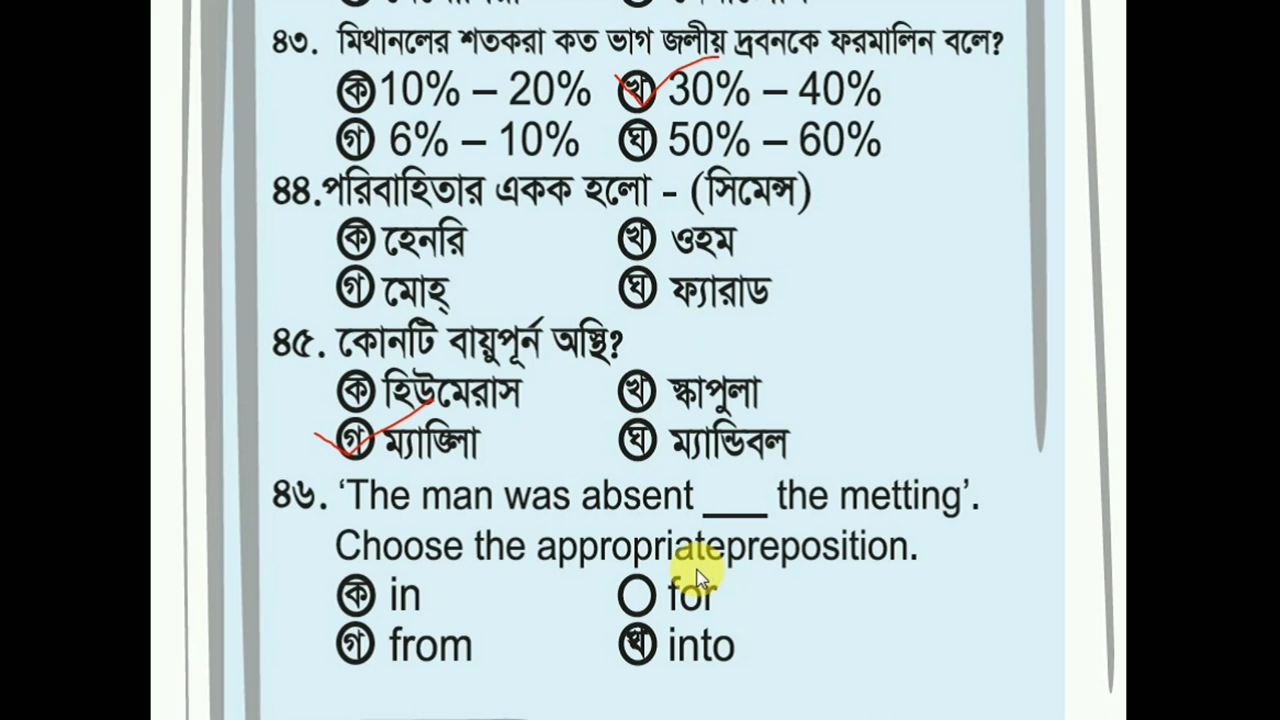 ৪৩. মিথানলের শতকরা কত ভাগ জলীয় দ্রবনকে ফরমালিন বলে?
ক 10% – 20% খ 30% – 40%
গ 6% – 10% ঘ 50% – 60%
৪৪.পরিবাহিতার একক হলো - (সিমেন্স)
ক হেনরি খ ওহম
গ মোহ্ ঘ ফ্যারাড
৪৫. কোনটি বায়ুপূর্ন অস্থি?
ক হিউমেরাস খ স্কাপুলা
গ ম্যাক্সিলা ঘ ম্যান্ডিবল
৪৬. ‘The man was absent ___ the metting’.
Choose the appropriatepreposition.
ক in for
গ from into